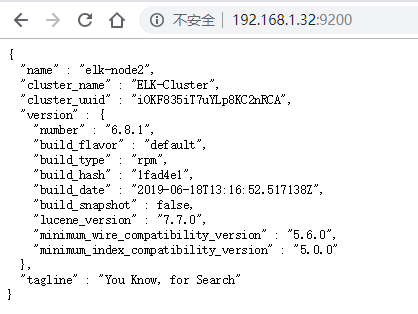 不安全 | 192.168.1.32:9200
{
  "name" : "elk-node2",
  "cluster_name" : "ELK-Cluster",
  "cluster_uuid" : "iOKF835iT7uYLp8KC2nRCA",
  "version" : {
    "number" : "6.8.1",
    "build_flavor" : "default",
    "build_type" : "rpm",
    "build_hash" : "1fad4e1",
    "build_date" : "2019-06-18T13:16:52.517138Z",
    "build_snapshot" : false,
    "lucene_version" : "7.7.0",
    "minimum_wire_compatibility_version" : "5.6.0",
    "minimum_index_compatibility_version" : "5.0.0"
  },
  "tagline" : "You Know, for Search"
}